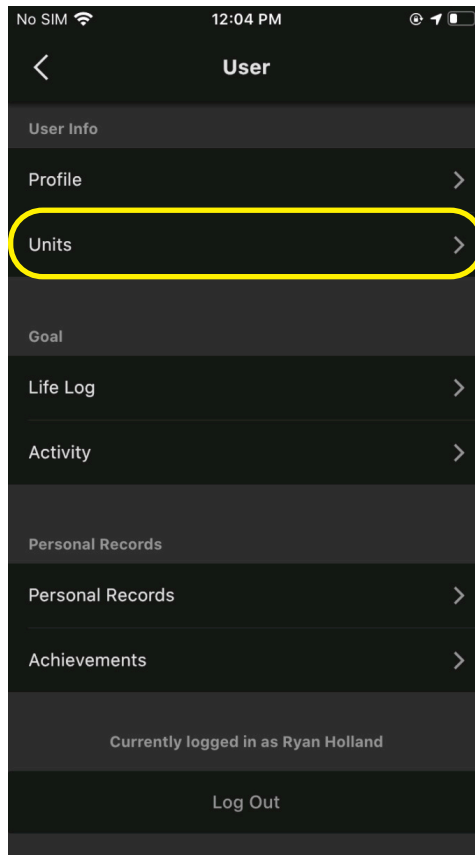 No SIM 12:04 PM
User
User Info
Profile
Units
Goal
Life Log
Activity
Personal Records
Personal Records
Achievements
Currently logged in as Ryan Holland
Log Out